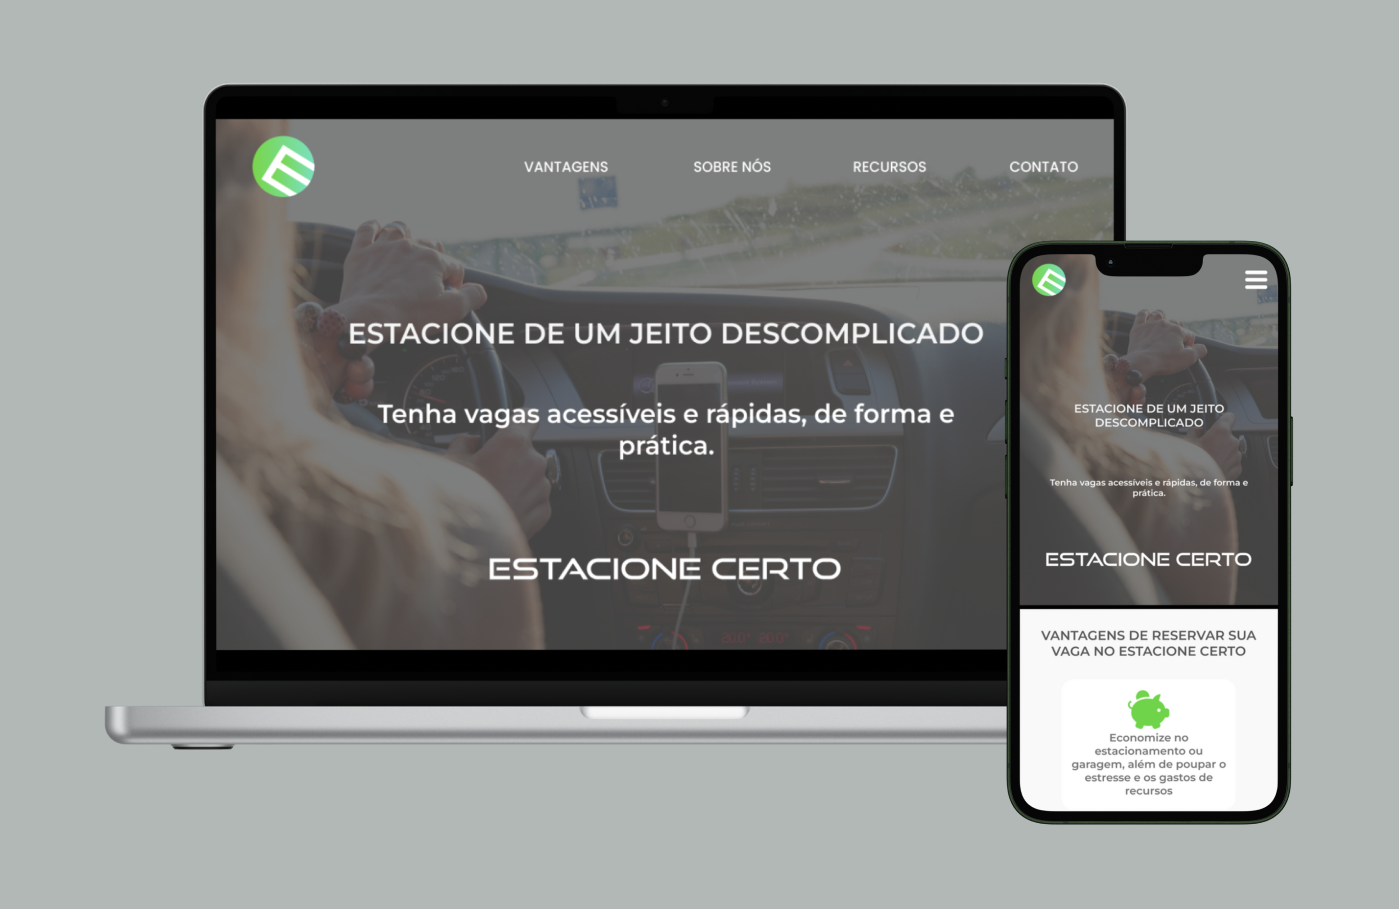 VANTAGENS SOBRE NÓS RECURSOS CONTATO
ESTACIONE DE UM JEITO DESCOMPLICADO
Tenha vagas acessíveis e rápidas, de forma e
prática.
ESTACIONE CERTO
ESTACIONE DE UM JEITO
DESCOMPLICADO
Tenha vagas acessíveis e rápidas, de forma e
prática.
ESTACIONE CERTO
VANTAGENS DE RESERVAR SUA
VAGA NO ESTACIONE CERTO
Economize no
estacionamento ou
garagem, além de poupar o
estresse e os gastos de
recursos